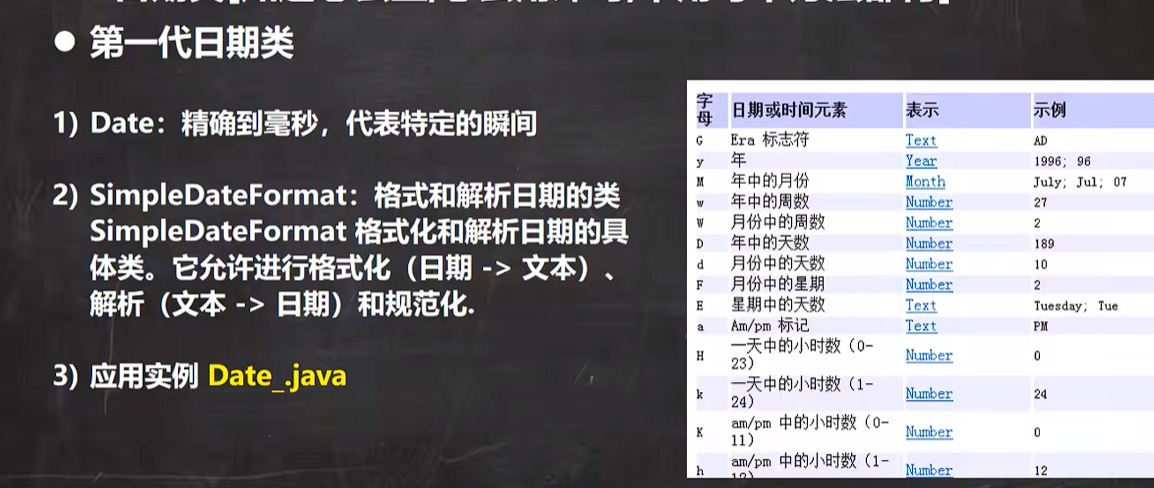 第一代日期类
1) Date：精确到毫秒，代表特定的瞬间
2) SimpleDateFormat：格式和解析日期的类
SimpleDateFormat 格式化和解析日期的具
体类。它允许进行格式化（日期 -> 文本）、
解析（文本 -> 日期）和规范化.
3) 应用实例 Date_.java
字母 日期或时间元素 表示 示例
G Era 标志符 Text AD
y 年 Year 1996; 96
M 年中的月份 Month July; Jul; 07
w 年中的周数 Number 27
W 月份中的周数 Number 2
D 年中的天数 Number 189
d 月份中的天数 Number 10
F 月份中的星期 Number 2
E 星期中的天数 Text Tuesday; Tue
a Am/pm 标记 Text PM
H 一天中的小时数（0-23） Number 0
k 一天中的小时数（1-24） Number 24
K am/pm 中的小时数（0-11） Number 0
h am/pm 中的小时数（1-12） Number 12